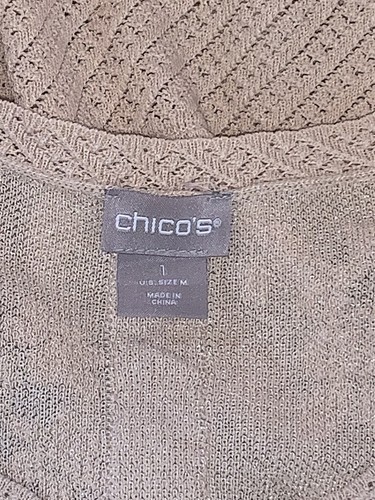 chico's®
1
U.S. SIZE M
MADE IN
CHINA